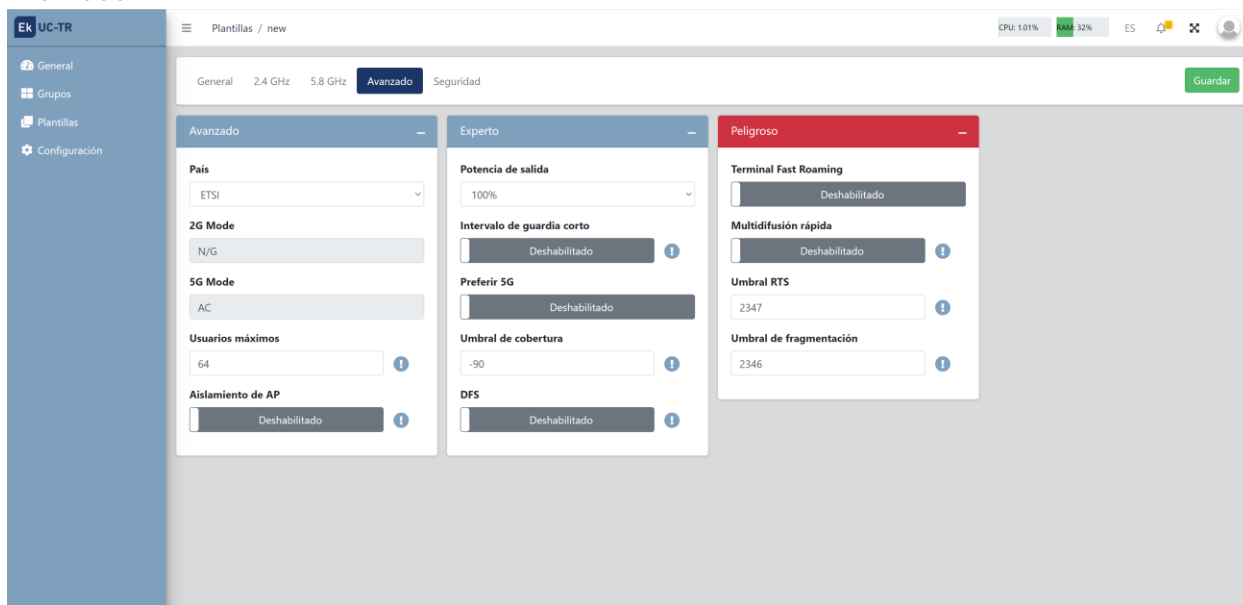 Ek UC-TR
Plantillas / new
CPU: 1.01%
RAM: 32%
ES
General
Grupos
Plantillas
Configuración
General
2.4 GHz
5.8 GHz
Avanzado
Seguridad
Guardar
Avanzado
País
ETSI
2G Mode
N/G
5G Mode
AC
Usuarios máximos
64
Aislamiento de AP
Deshabilitado
Experto
Potencia de salida
100%
Intervalo de guardia corto
Deshabilitado
Preferir 5G
Deshabilitado
Umbral de cobertura
-90
DFS
Deshabilitado
Peligroso
Terminal Fast Roaming
Deshabilitado
Multidifusión rápida
Deshabilitado
Umbral RTS
2347
Umbral de fragmentación
2346